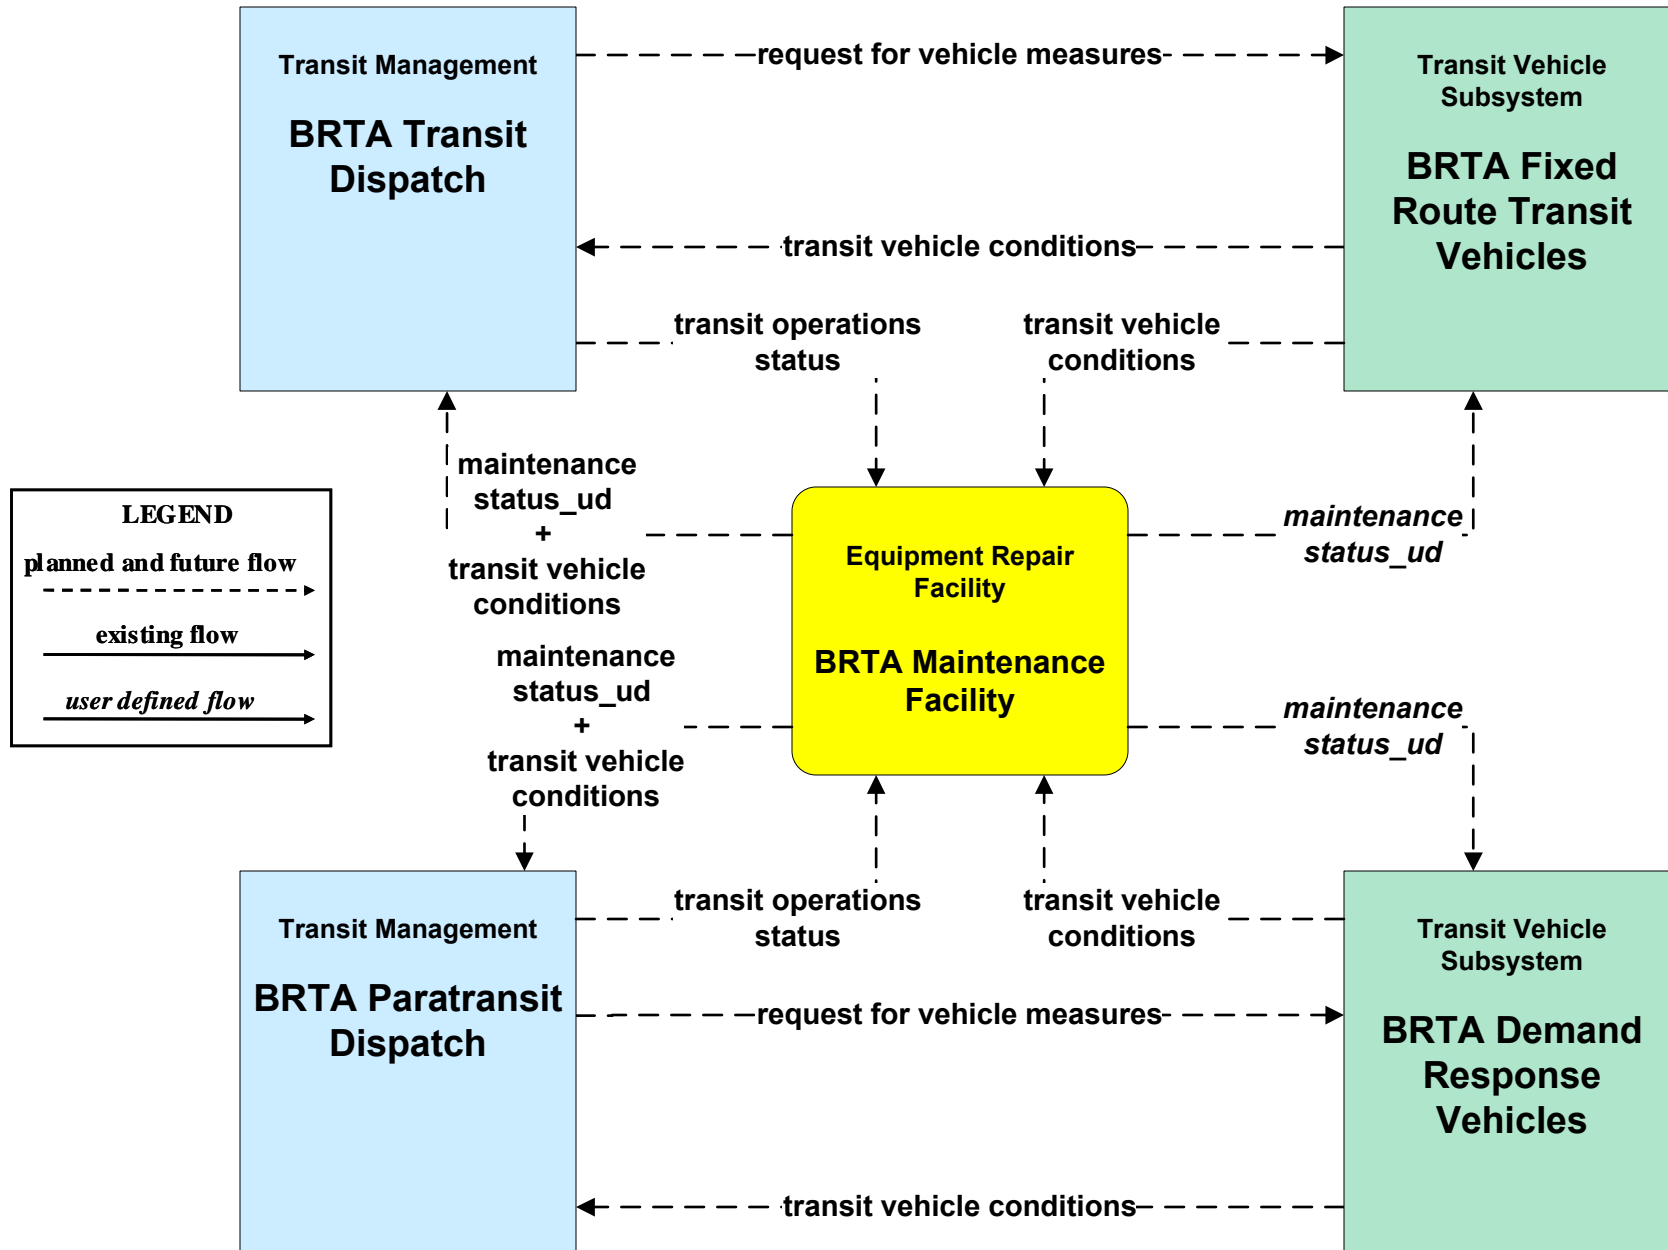 Transit Management
BRTA Transit
Dispatch
request for vehicle measures
Transit Vehicle
Subsystem
BRTA Fixed
Route Transit
Vehicles
transit vehicle conditions
transit operations
status
transit vehicle
conditions
maintenance
status_ud
+
transit vehicle
conditions
LEGEND
planned and future flow
existing flow
user defined flow
Equipment Repair
Facility
BRTA Maintenance
Facility
maintenance
status_ud
maintenance
status_ud
+
transit vehicle
conditions
maintenance
status_ud
Transit Management
BRTA Paratransit
Dispatch
transit operations
status
transit vehicle
conditions
request for vehicle measures
Transit Vehicle
Subsystem
BRTA Demand
Response
Vehicles
transit vehicle conditions